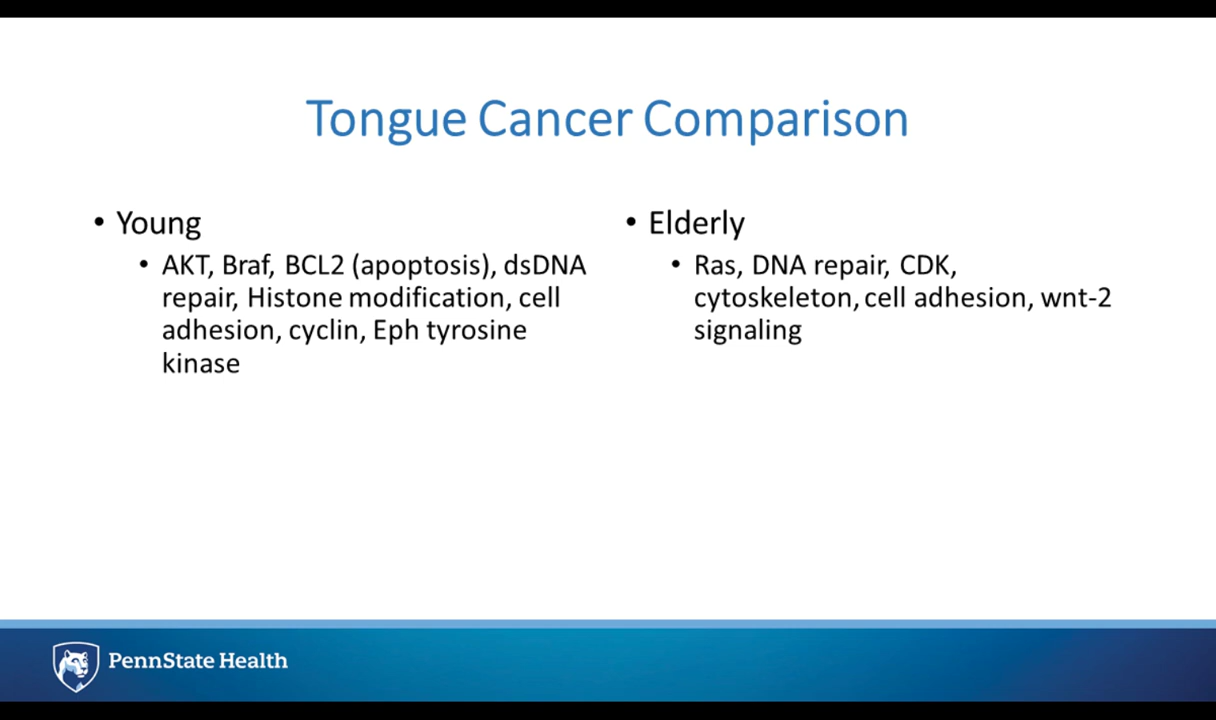 Tongue Cancer Comparison
• Young
• AKT, Braf, BCL2 (apoptosis), dsDNA
repair, Histone modification, cell
adhesion, cyclin, Eph tyrosine
kinase
• Elderly
• Ras, DNA repair, CDK,
cytoskeleton, cell adhesion, wnt-2
signaling
PennState Health